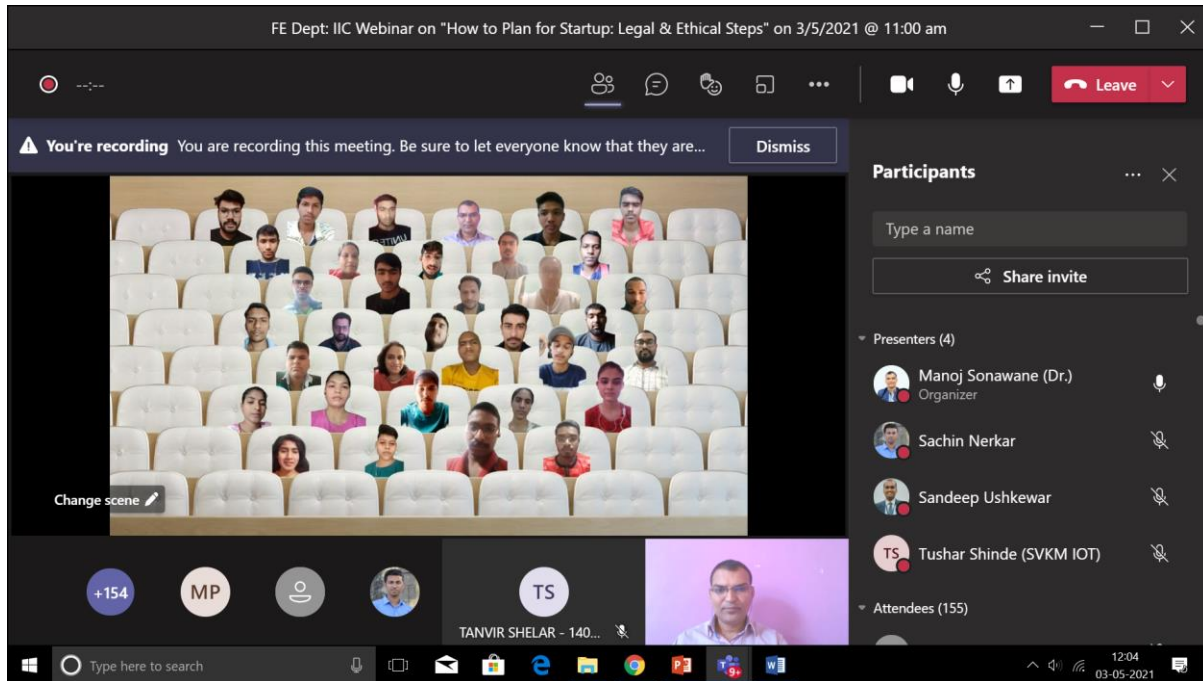 FE Dept: IIC Webinar on "How to Plan for Startup: Legal & Ethical Steps" on 3/5/2021 @ 11:00 am
--:--
Leave
You're recording You are recording this meeting. Be sure to let everyone know that they are...
Dismiss
Participants
Type a name
Share invite
Presenters (4)
Manoj Sonawane (Dr.)
Organizer
Sachin Nerkar
Sandeep Ushkewar
TS
Tushar Shinde (SVKM IOT)
Attendees (155)
UNITED
Change scene
+154
MP
TS
TANVIR SHELAR - 140...
Type here to search
9+
12:04
03-05-2021